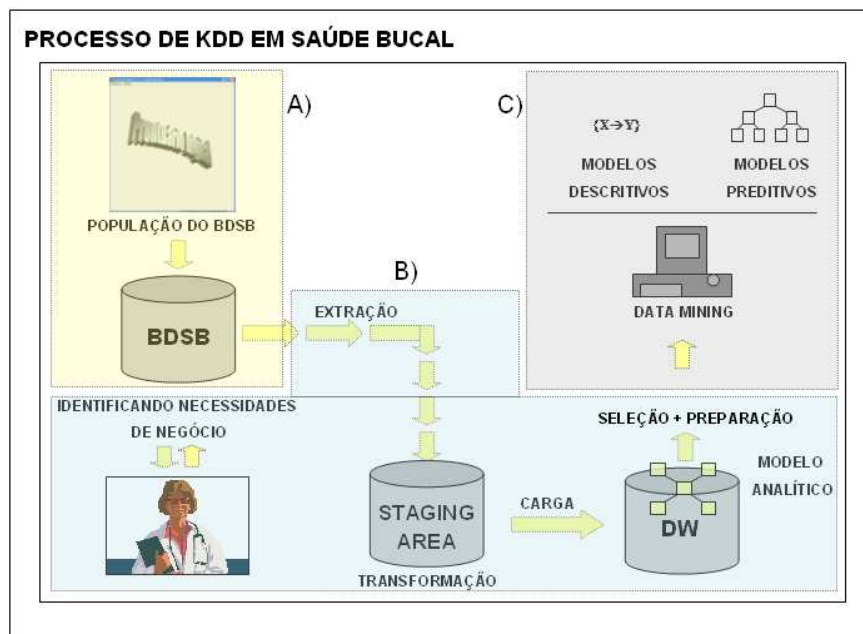 PROCESSO DE KDD EM SAÚDE BUCAL
A)
POPULAÇÃO DO BDSB
BDSB
B)
EXTRAÇÃO
IDENTIFICANDO NECESSIDADES
DE NEGÓCIO
STAGING
AREA
TRANSFORMAÇÃO
CARGA
DW
MODELO
ANALÍTICO
SELEÇÃO + PREPARAÇÃO
C)
{X→Y}
MODELOS
DESCRITIVOS
MODELOS
PREDITIVOS
DATA MINING